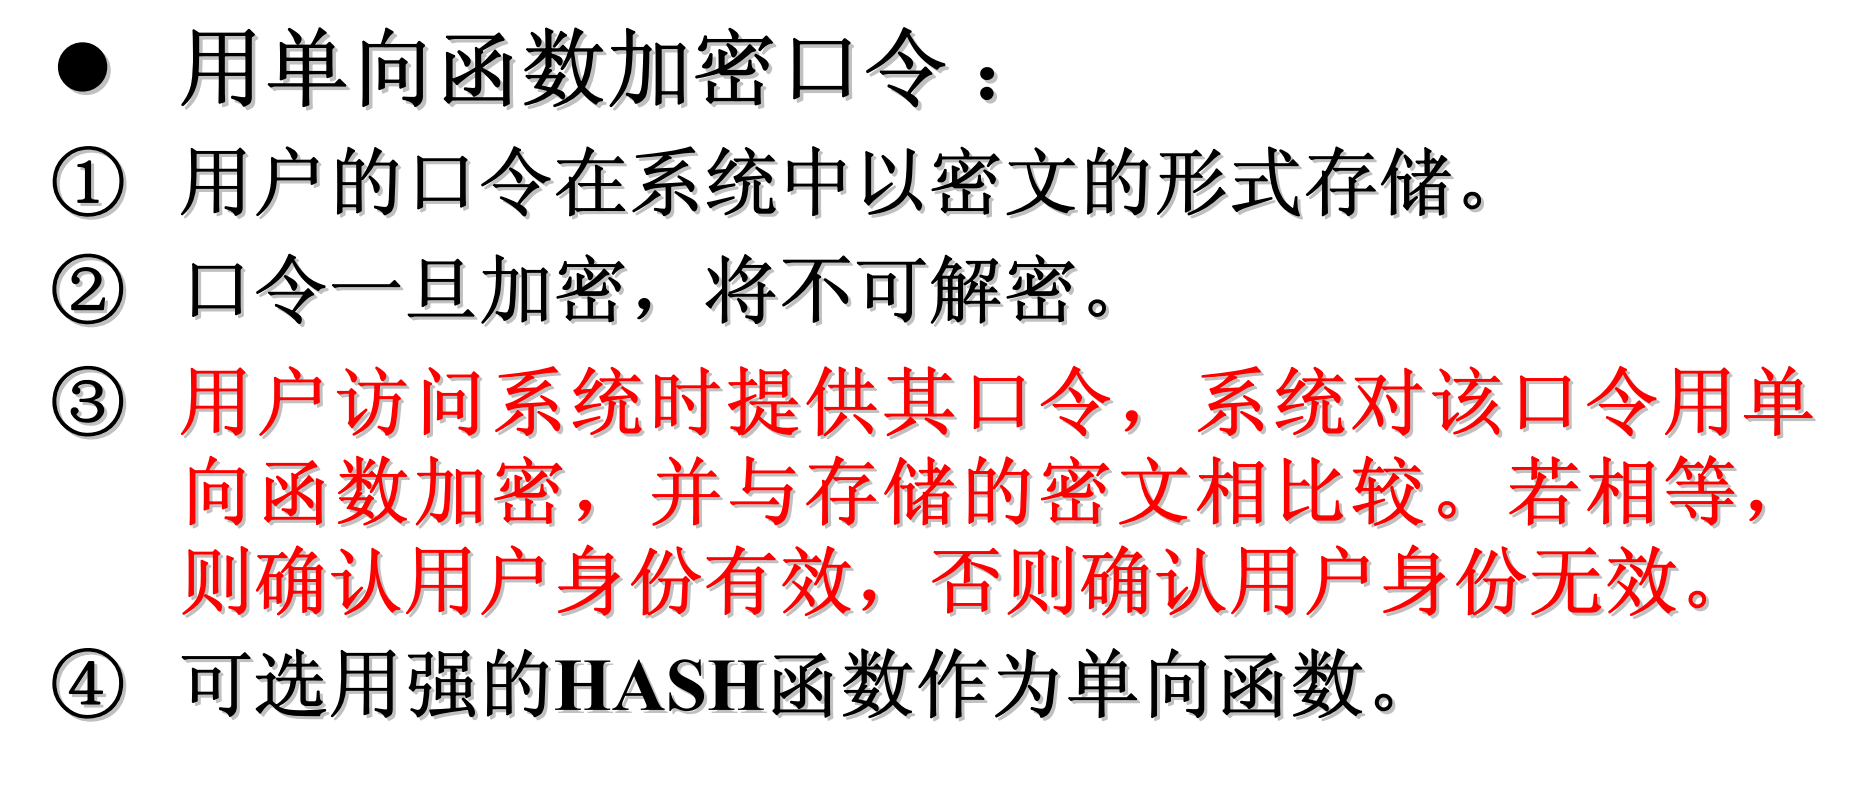 ● 用单向函数加密口令：
① 用户的口令在系统中以密文的形式存储。
② 口令一旦加密，将不可解密。
③ 用户访问系统时提供其口令，系统对该口令用单
向函数加密，并与存储的密文相比较。若相等，
则确认用户身份有效，否则确认用户身份无效。
④ 可选用强的HASH函数作为单向函数。